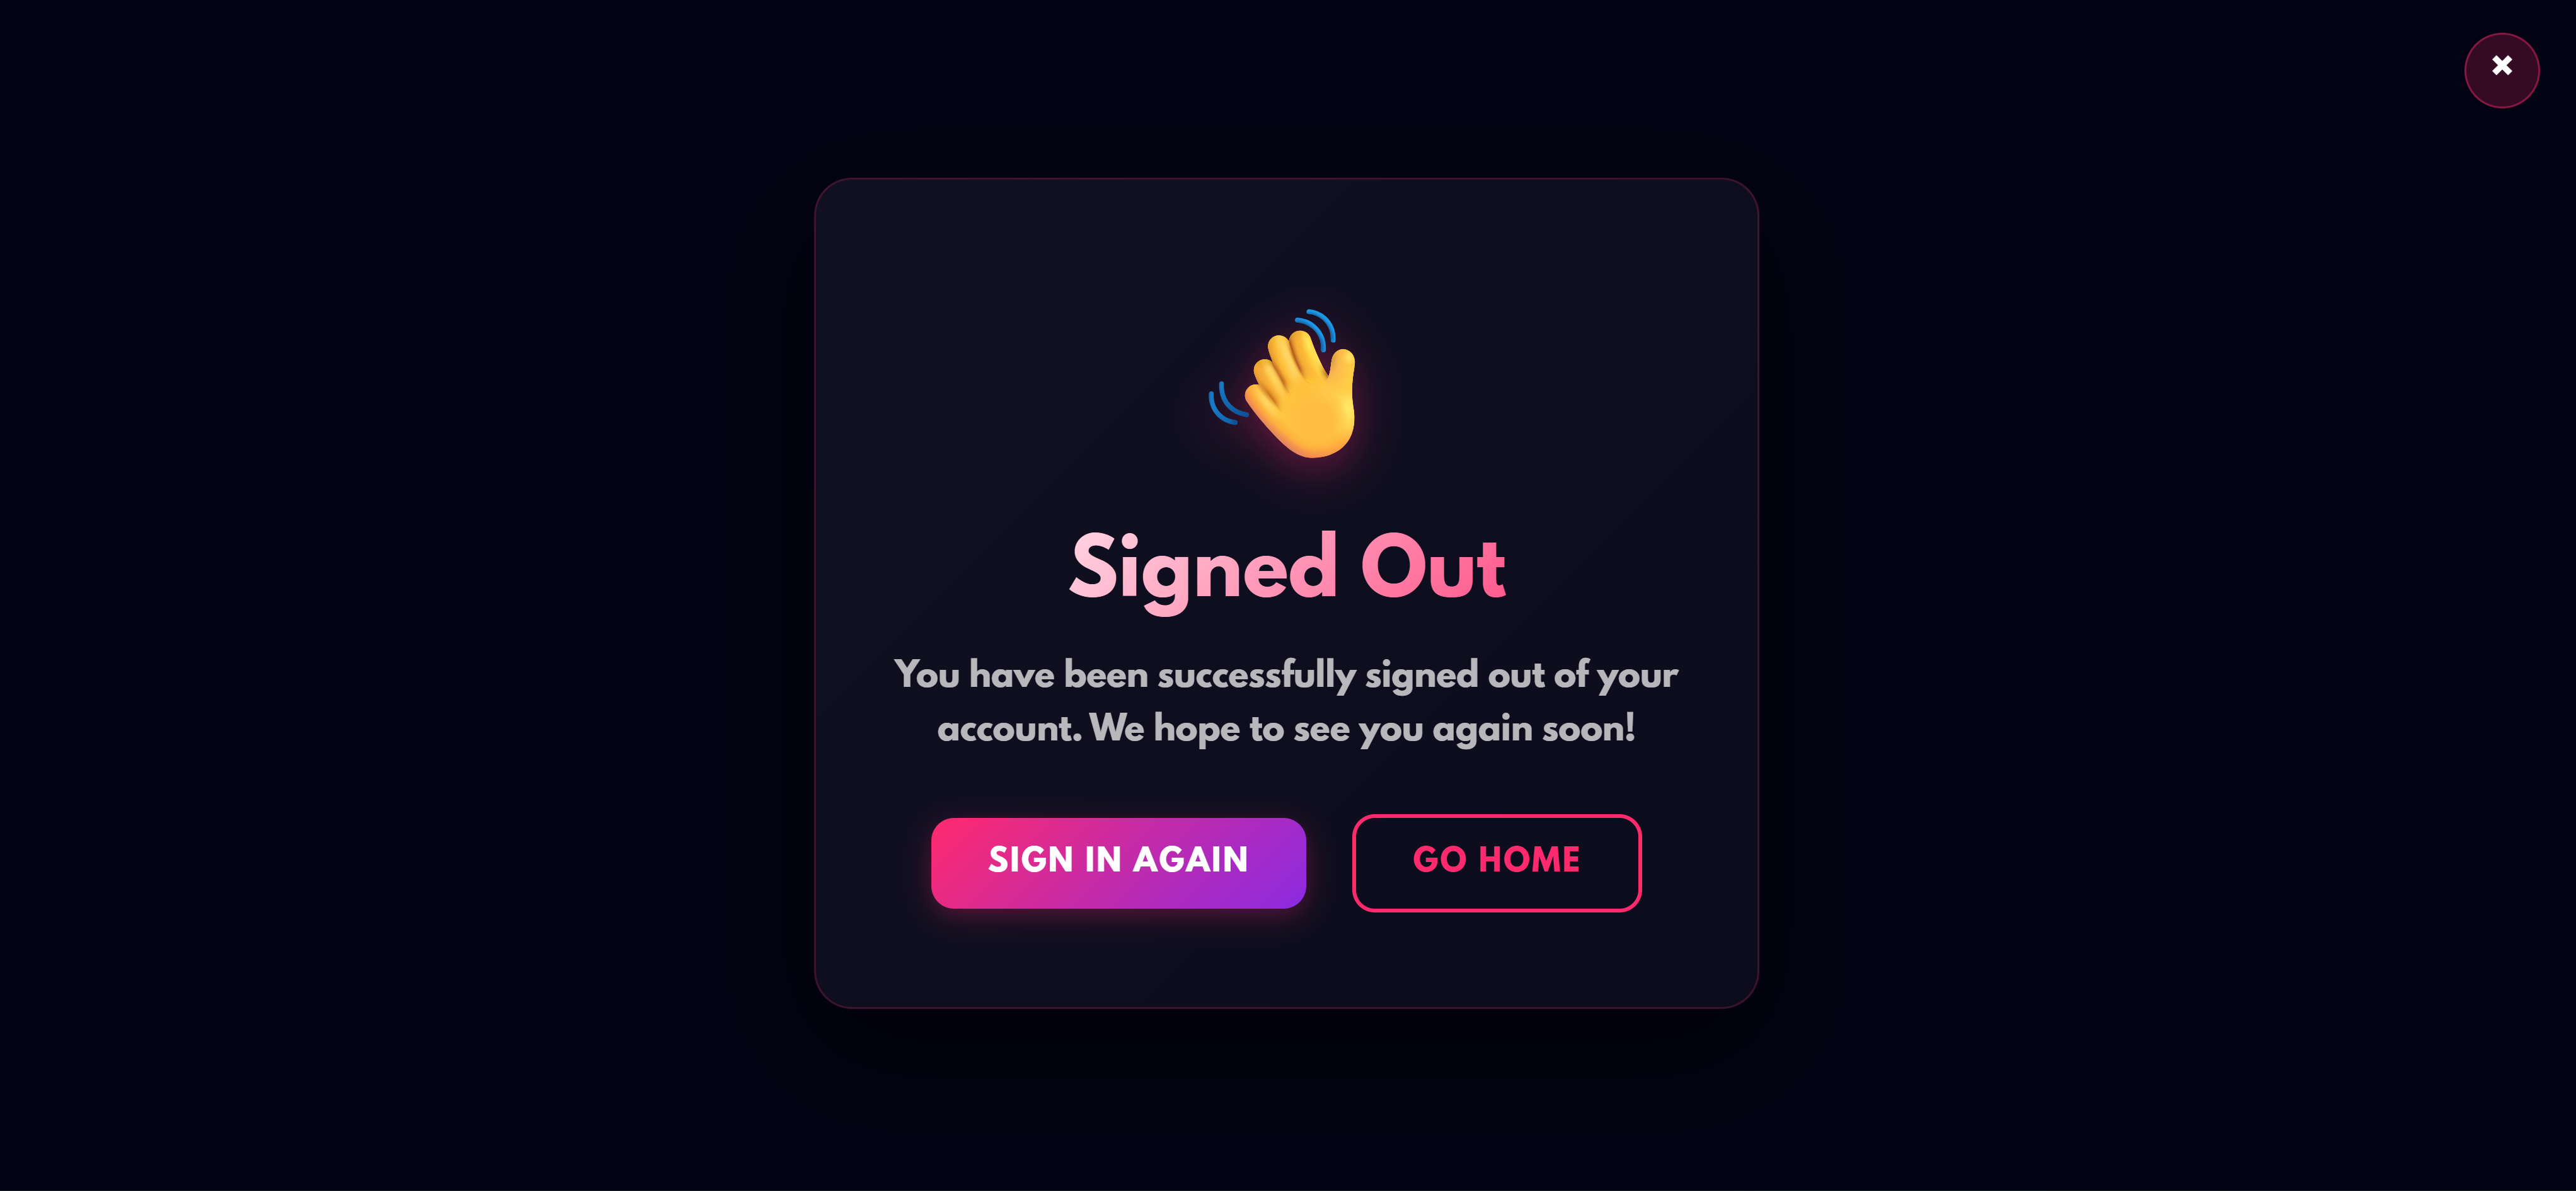 ✖
Signed Out
You have been successfully signed out of your
account. We hope to see you again soon!
SIGN IN AGAIN
GO HOME